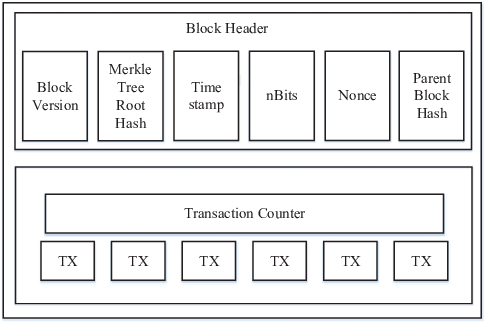 Block Header
Block
Version
Merkle
Tree
Root
Hash
Time
stamp
nBits
Nonce
Parent
Block
Hash
Transaction Counter
TX
TX
TX
TX
TX
TX